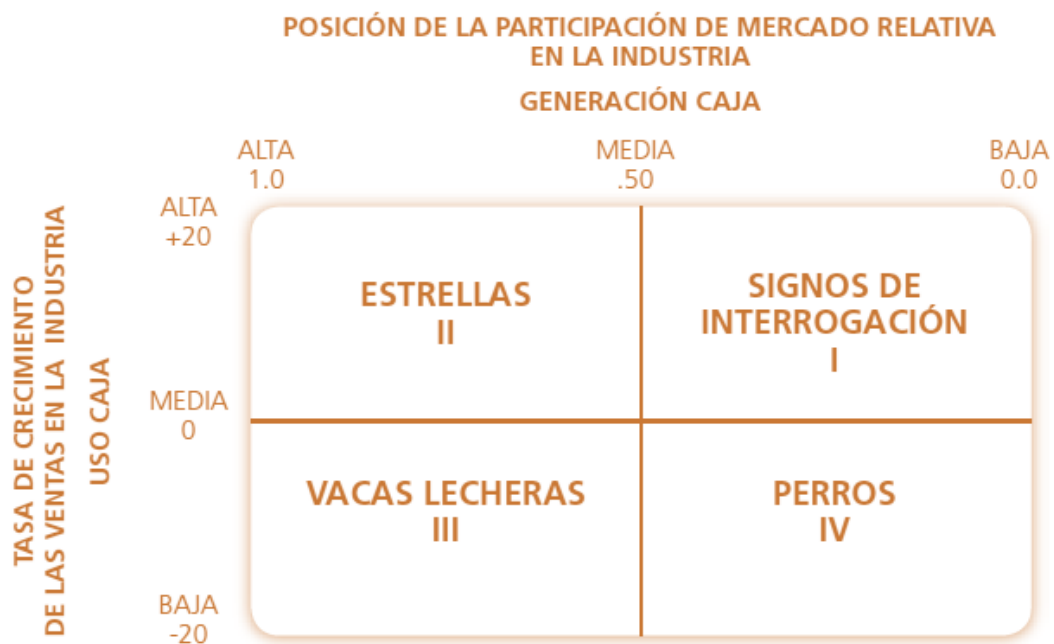 POSICIÓN DE LA PARTICIPACIÓN DE MERCADO RELATIVA
EN LA INDUSTRIA
GENERACIÓN CAJA
ALTA
1.0
MEDIA
.50
BAJA
0.0
TASA DE CRECIMIENTO
DE LAS VENTAS EN LA INDUSTRIA
USO CAJA
ALTA
+20
MEDIA
0
BAJA
-20
ESTRELLAS
II
SIGNOS DE
INTERROGACIÓN
I
VACAS LECHERAS
III
PERROS
IV